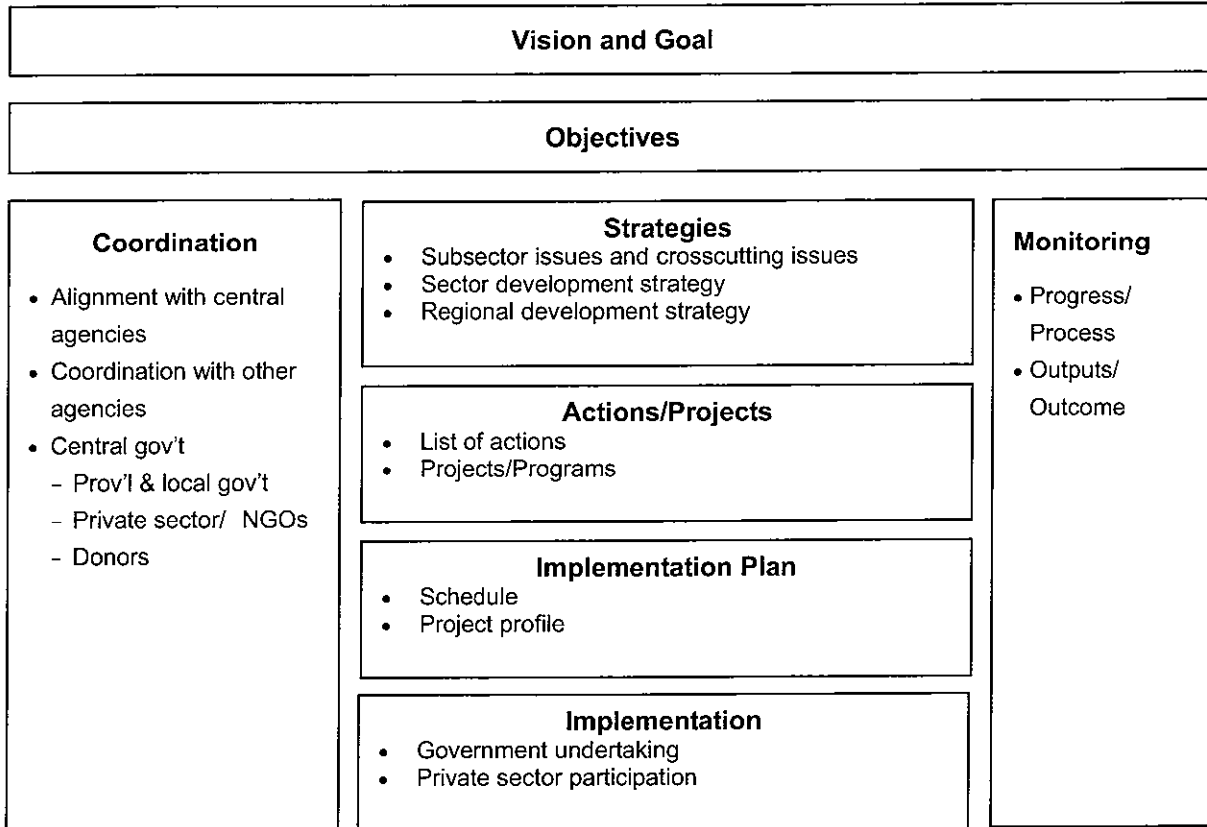 Vision and Goal
Objectives
Coordination
• Alignment with central
agencies
• Coordination with other
agencies
• Central gov't
– Prov'l & local gov't
– Private sector/ NGOs
– Donors
Strategies
• Subsector issues and crosscutting issues
• Sector development strategy
• Regional development strategy
Actions/Projects
• List of actions
• Projects/Programs
Implementation Plan
• Schedule
• Project profile
Implementation
• Government undertaking
• Private sector participation
Monitoring
• Progress/
Process
• Outputs/
Outcome